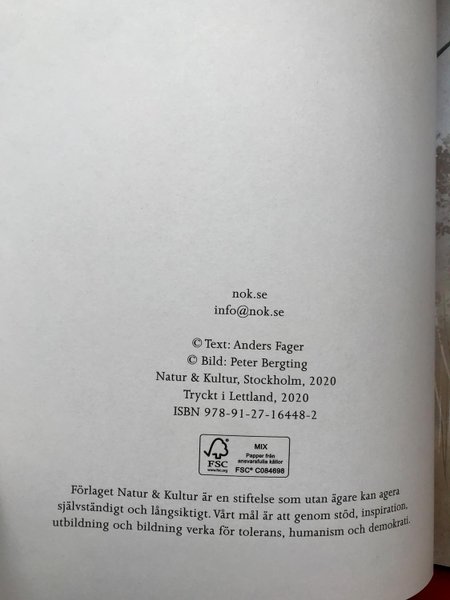 nok.se
info@nok.se
© Text: Anders Fager
© Bild: Peter Bergting
Natur & Kultur, Stockholm, 2020
Tryckt i Lettland, 2020
ISBN 978-91-27-16448-2
FSC
www.fsc.org
MIX
Papper från
ansvarsfulla källor
FSC® C084698
Förlaget Natur & Kultur är en stiftelse som utan ägare kan agera
självständigt och långsiktigt. Vårt mål är att genom stöd, inspiration,
utbildning och bildning verka för tolerans, humanism och demokrati.